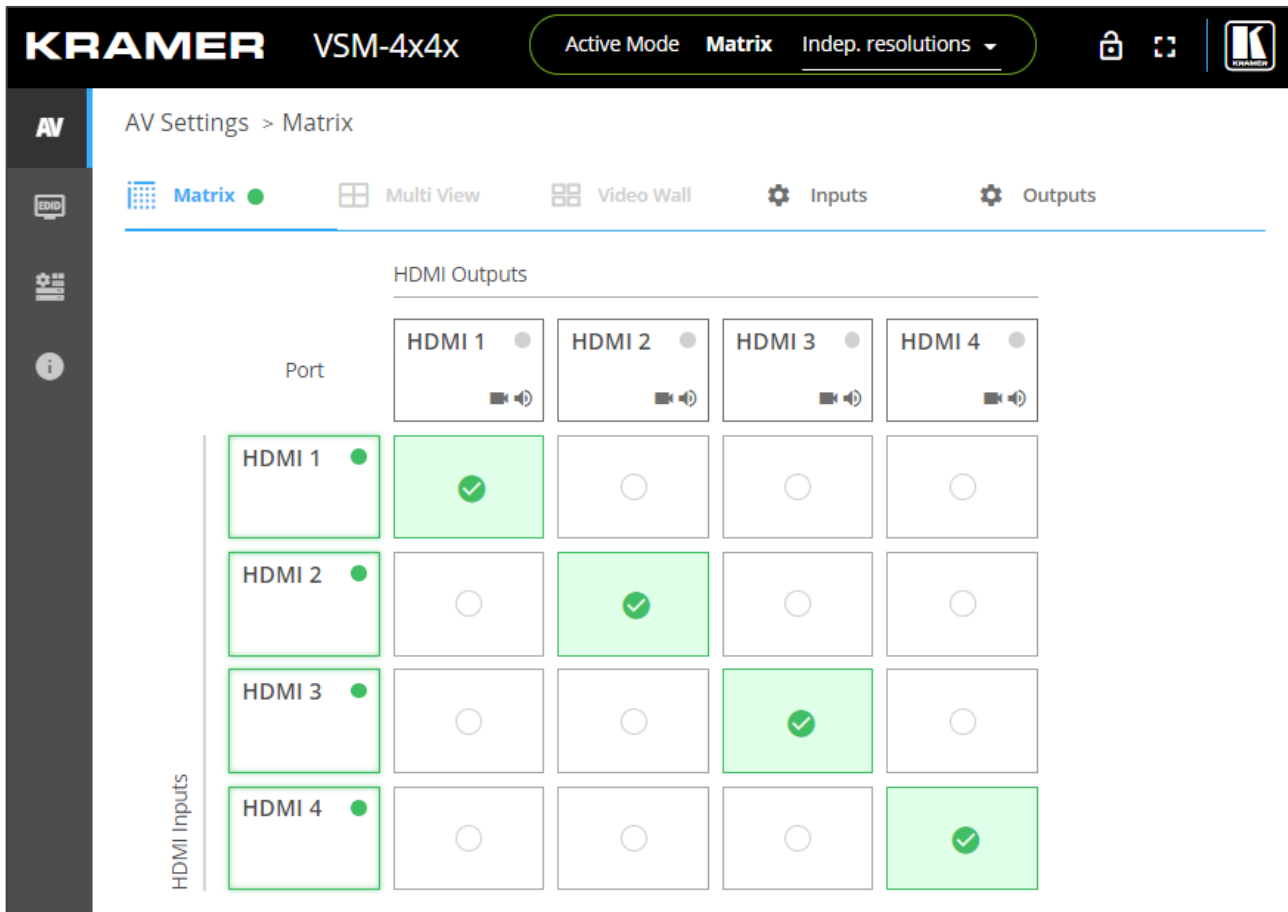 KRAMER VSM-4x4x Active Mode Matrix Indep. resolutions
KRAMER
AV
AV Settings > Matrix
EDID
Matrix Multi View Video Wall Inputs Outputs
HDMI Outputs
Port
HDMI 1 HDMI 2 HDMI 3 HDMI 4
HDMI 1
HDMI 2
HDMI 3
HDMI 4
HDMI Inputs